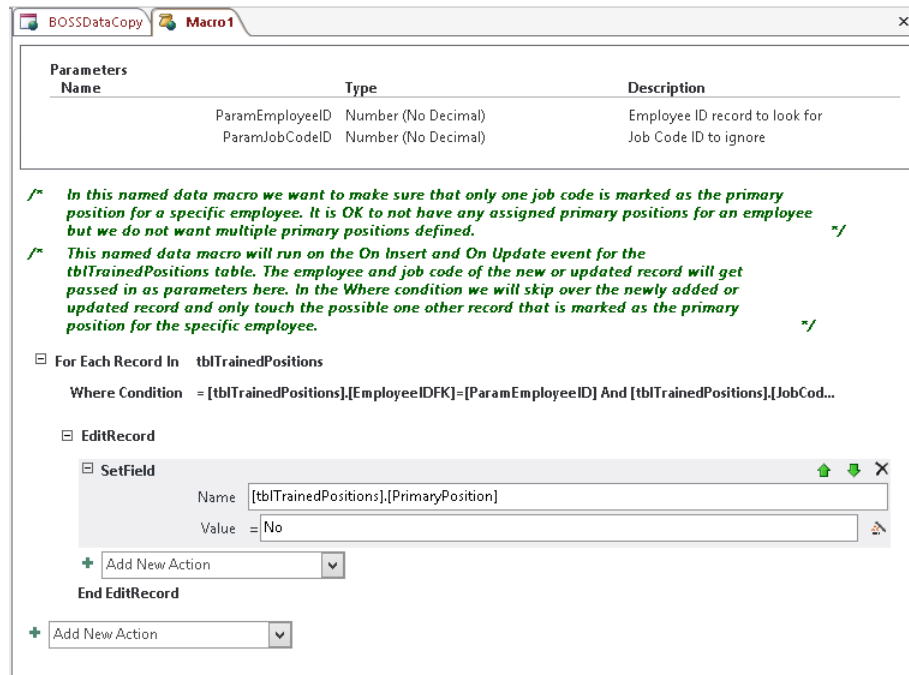 BOSSDataCopy Macro1
Parameters
Name Type Description
ParamEmployeeID Number (No Decimal) Employee ID record to look for
ParamJobCodeID Number (No Decimal) Job Code ID to ignore
/* In this named data macro we want to make sure that only one job code is marked as the primary
position for a specific employee. It is OK to not have any assigned primary positions for an employee
but we do not want multiple primary positions defined. */
/* This named data macro will run on the On Insert and On Update event for the
tblTrainedPositions table. The employee and job code of the new or updated record will get
passed in as parameters here. In the Where condition we will skip over the newly added or
updated record and only touch the possible one other record that is marked as the primary
position for the specific employee. */
For Each Record In tblTrainedPositions
Where Condition = [tblTrainedPositions].[EmployeeIDFK]=[ParamEmployeeID] And [tblTrainedPositions].[JobCod...
EditRecord
SetField
Name [tblTrainedPositions].[PrimaryPosition]
Value = No
Add New Action
End EditRecord
Add New Action